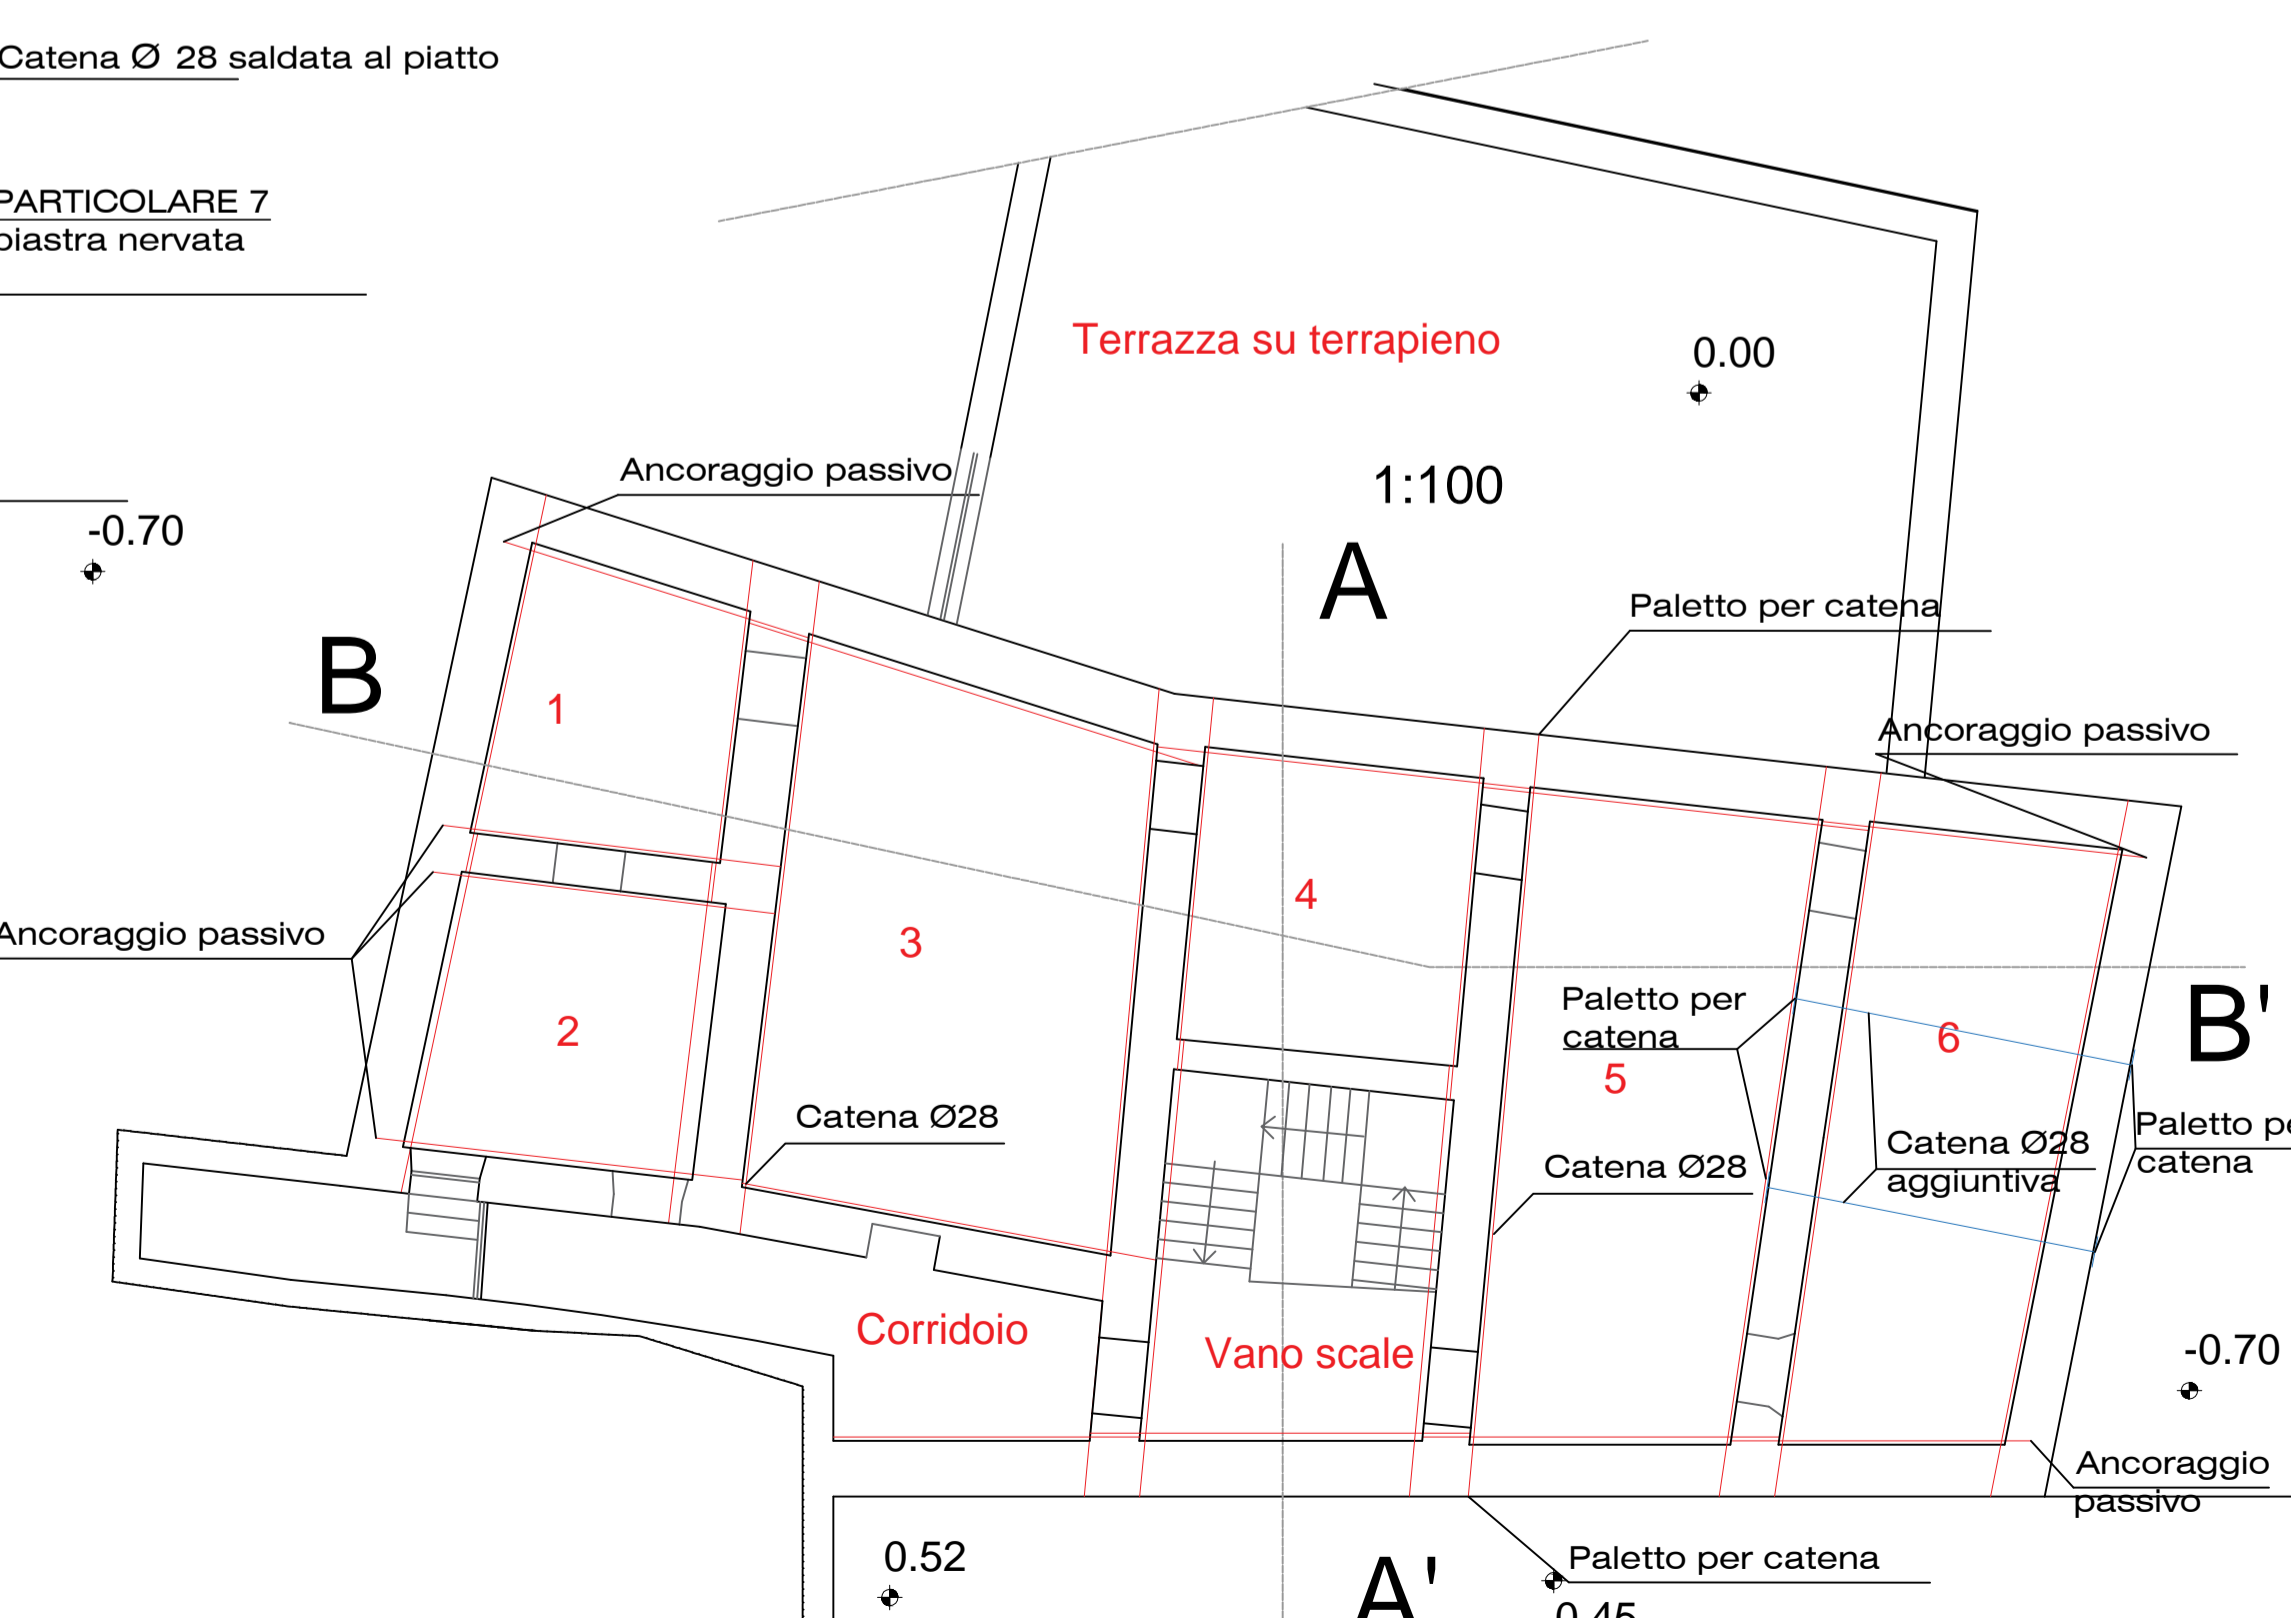 Catena Ø 28 saldata al piatto
PARTICOLARE 7
piastra nervata
Terrazza su terrapieno
0.00
1:100
Ancoraggio passivo
-0.70
A
Paletto per catena
B
1
Ancoraggio passivo
4
Ancoraggio passivo
3
Paletto per
catena
B'
2
6
5
Catena Ø28
Paletto
catena
Catena Ø28
aggiuntiva
Catena Ø28
Corridoio
Vano scale
-0.70
Ancoraggio
passivo
0.52
Paletto per catena
A'
0.45